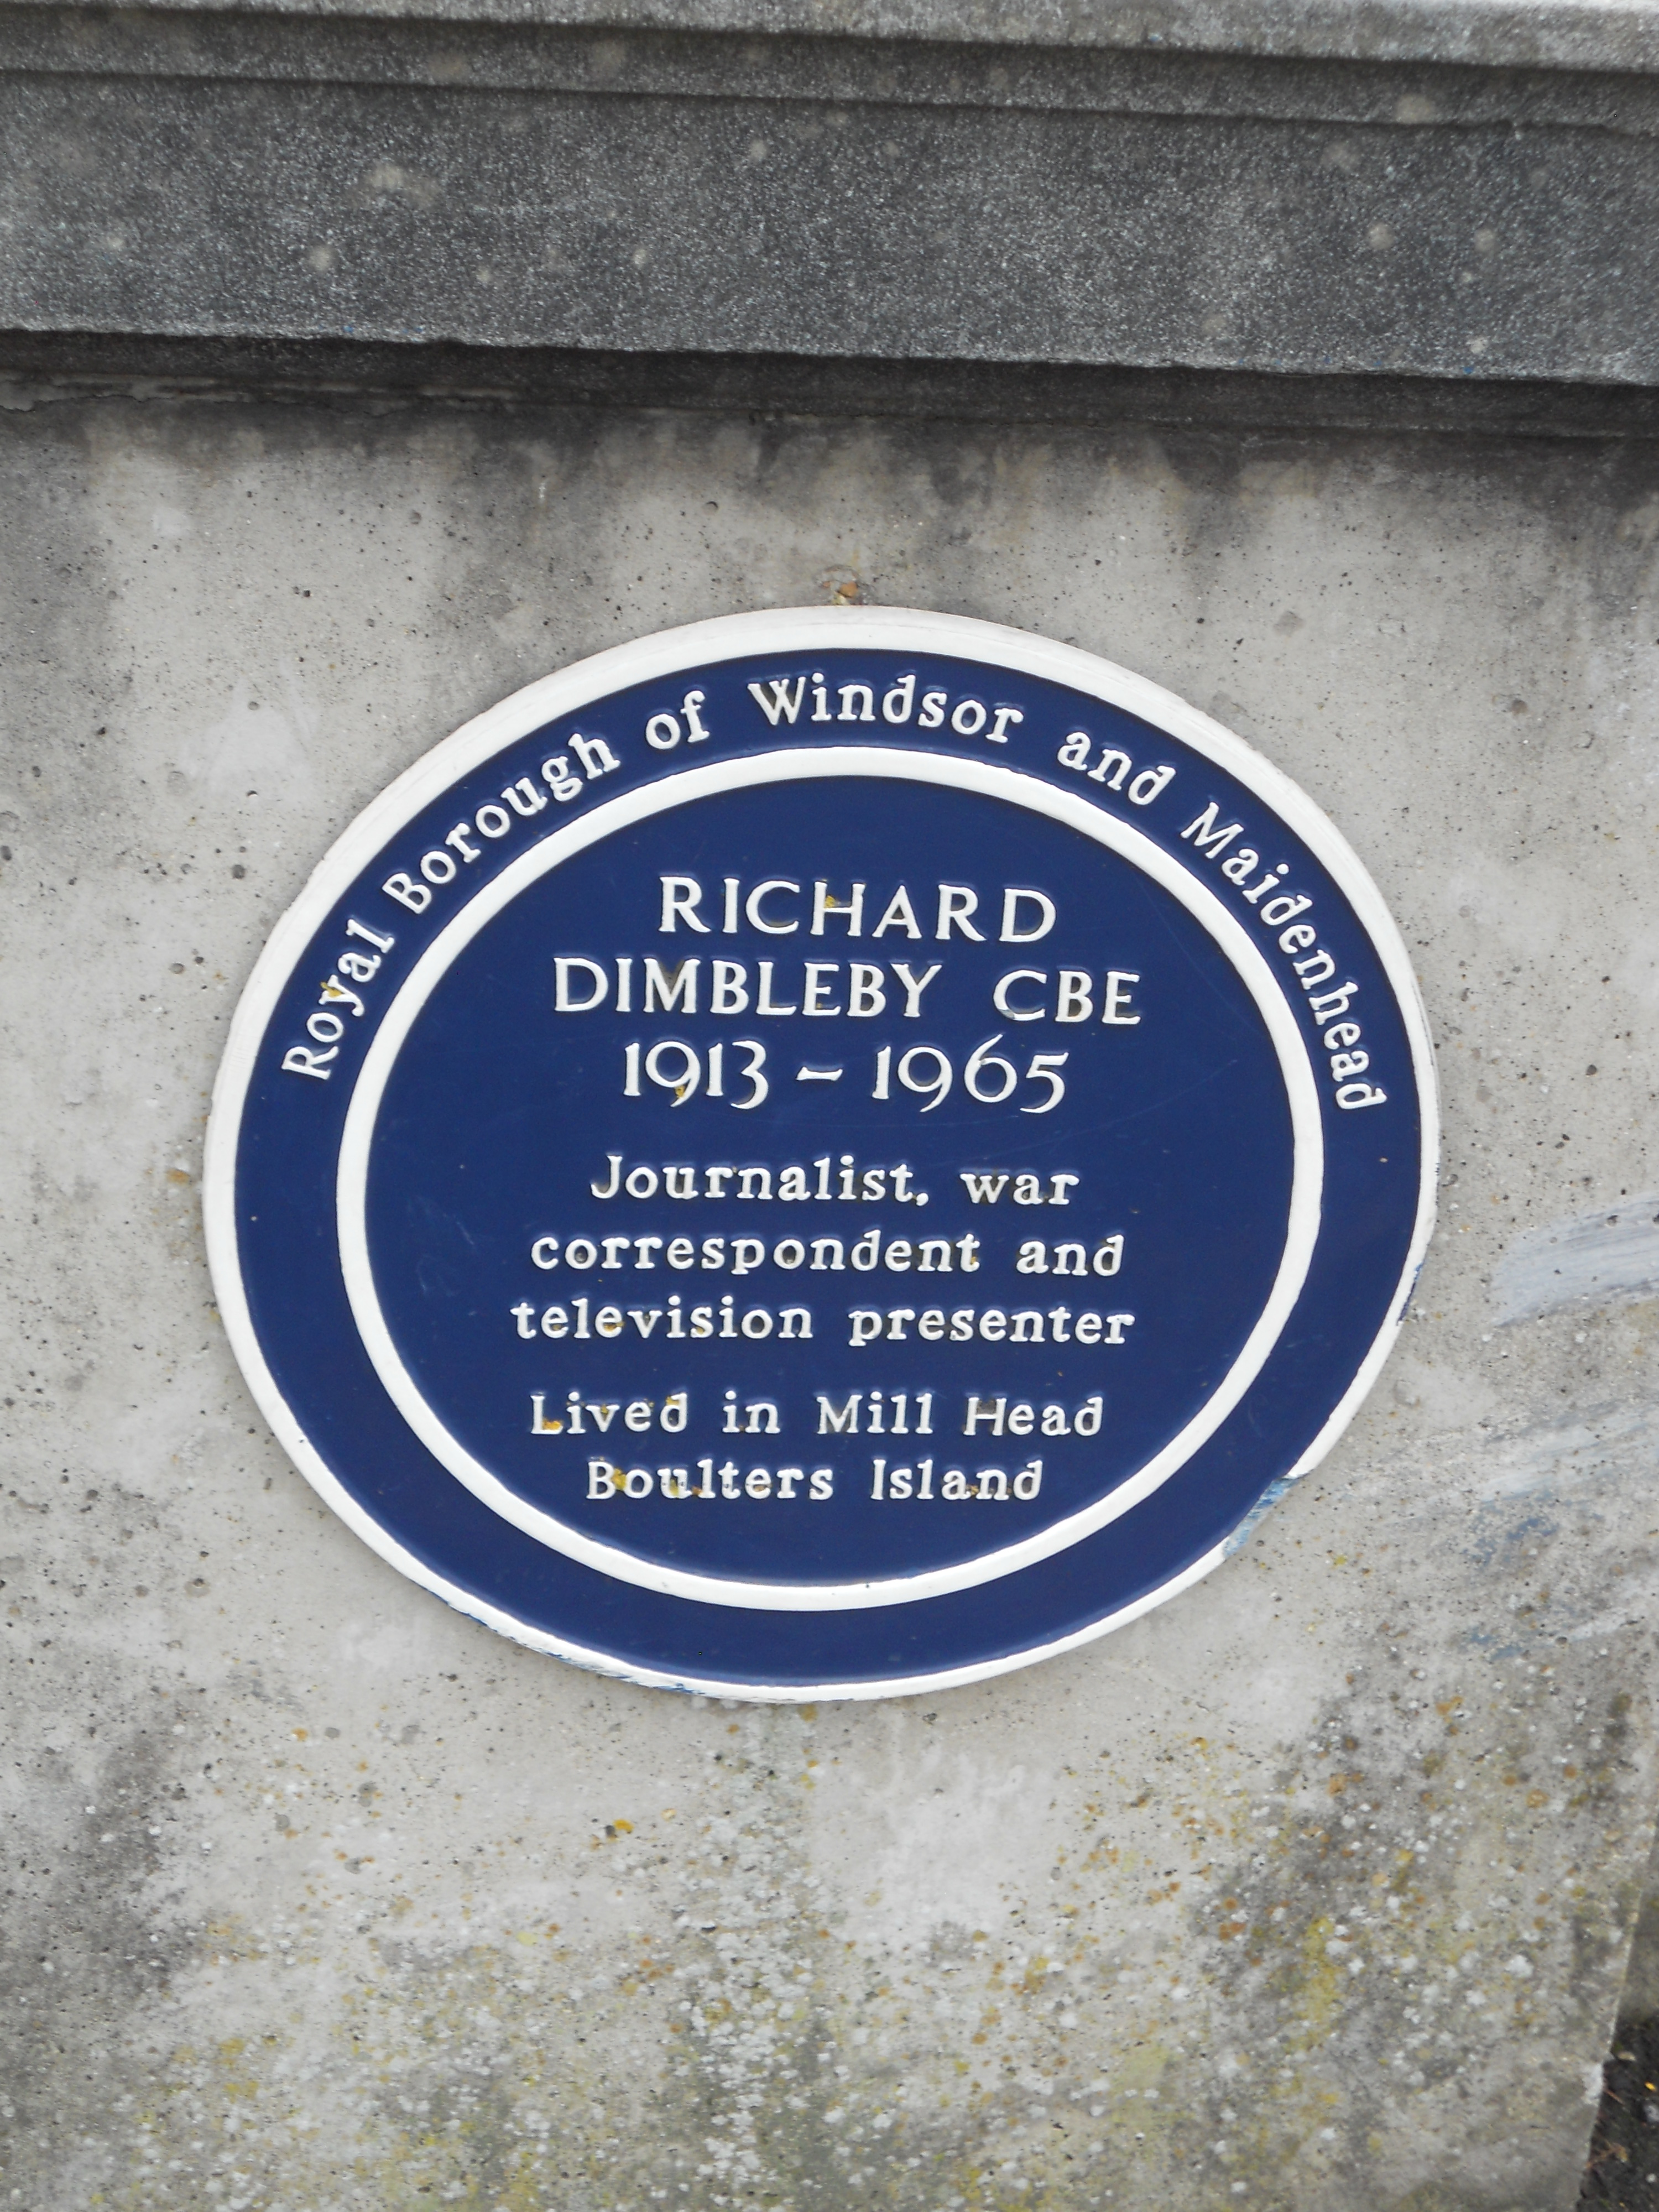 Royal Borough of Windsor and Maidenhead
RICHARD
DIMBLEBY CBE
1913 – 1965
Journalist, war
correspondent and
television presenter
Lived in Mill Head
Boulters Island